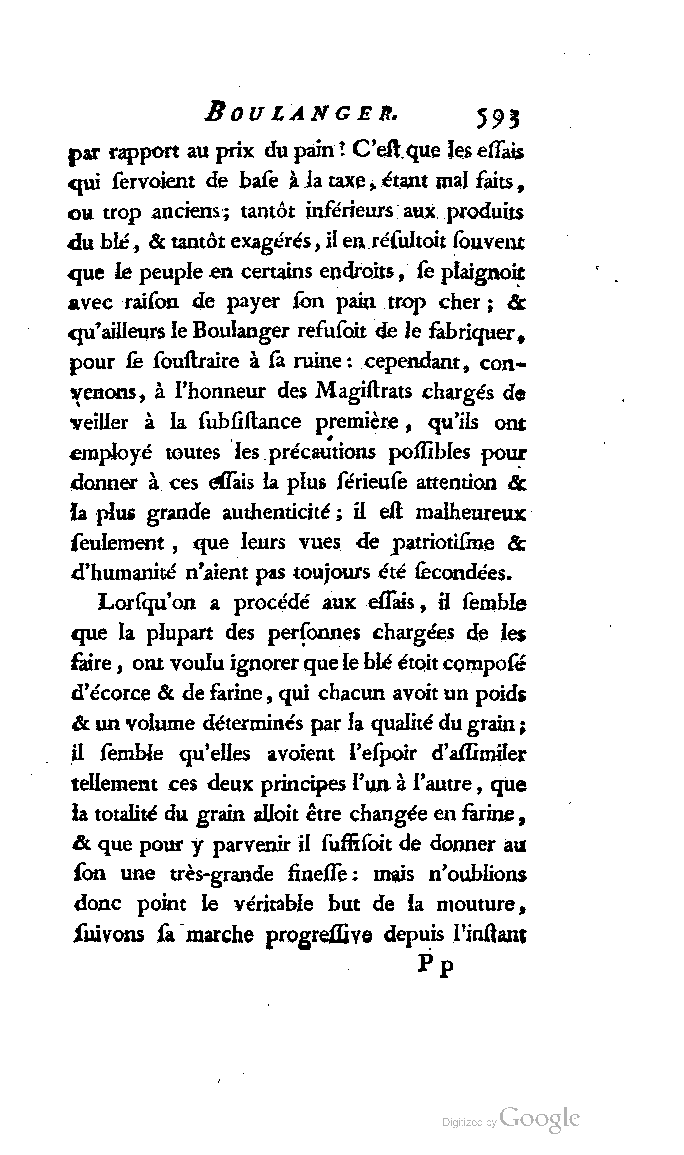 BOULANGER. 593
par rapport au prix du pain ? C'eſt que les eſſais
qui ſervoient de baſe à la taxe, étant mal faits,
ou trop anciens ; tantôt inférieurs aux produits
du blé, & tantôt exagérés, il en réſultoit ſouvent
que le peuple en certains endroits, ſe plaignoit
avec raiſon de payer ſon pain trop cher ; &
qu'ailleurs le Boulanger refuſoit de le fabriquer,
pour ſe ſouſtraire à ſa ruine : cependant, con-
venons, à l'honneur des Magiſtrats chargés de
veiller à la ſubſiſtance première, qu'ils ont
employé toutes les précautions poſſibles pour
donner à ces eſſais la plus ſérieuſe attention &
la plus grande authenticité ; il eſt malheureux
ſeulement, que leurs vues de patriotiſme &
d'humanité n'aient pas toujours été ſecondées.
Lorſqu'on a procédé aux eſſais, il ſemble
que la plupart des perſonnes chargées de les
faire, ont voulu ignorer que le blé étoit compoſé
d'écorce & de farine, qui chacun avoit un poids
& un volume déterminés par la qualité du grain ;
il ſemble qu'elles avoient l'eſpoir d'aſſimiler
tellement ces deux principes l'un à l'autre, que
la totalité du grain alloit être changée en farine,
& que pour y parvenir il ſuffiſoit de donner au
ſon une très-grande fineſſe : mais n'oublions
donc point le véritable but de la mouture,
ſuivons ſa marche progreſſive depuis l'inſtant
P p
Digitized by Google